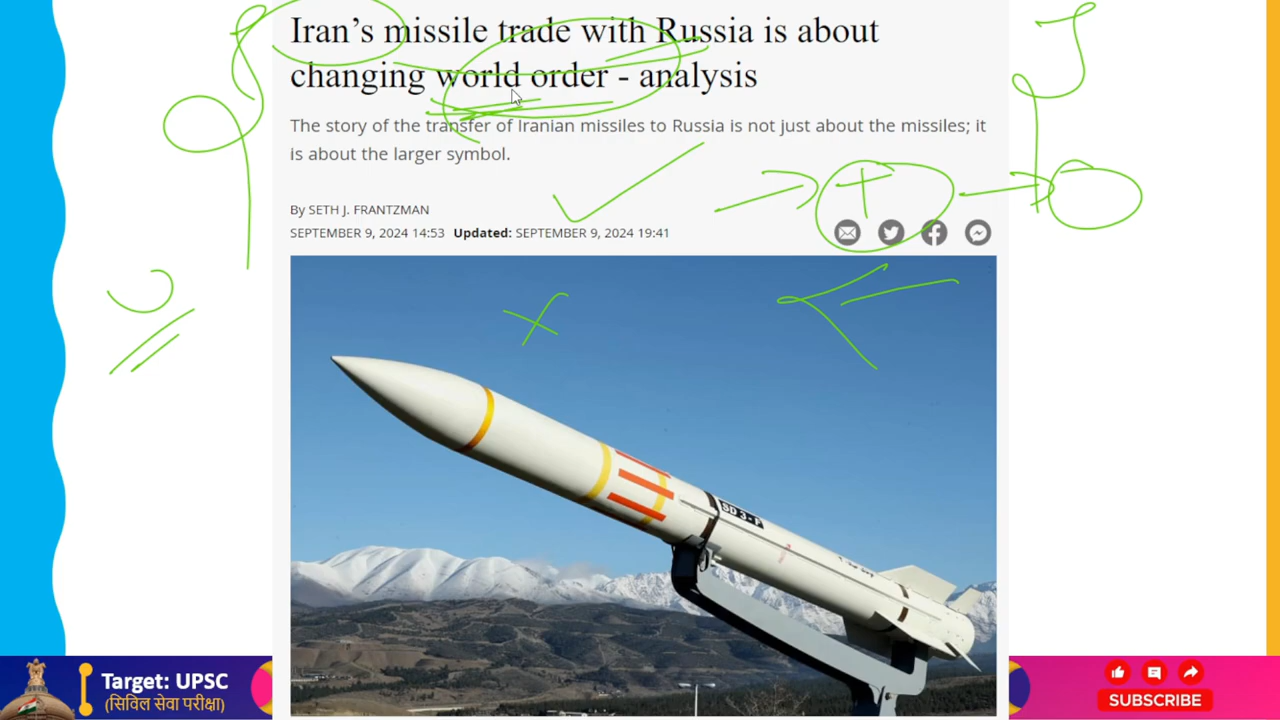 Iran's missile trade with Russia is about
changing world order - analysis
The story of the transfer of Iranian missiles to Russia is not just about the missiles; it
is about the larger symbol.
By SETH J. FRANTZMAN
SEPTEMBER 9, 2024 14:53 Updated: SEPTEMBER 9, 2024 19:41
SD 3-F
Target: UPSC
(सिविल सेवा परीक्षा)
SUBSCRIBE